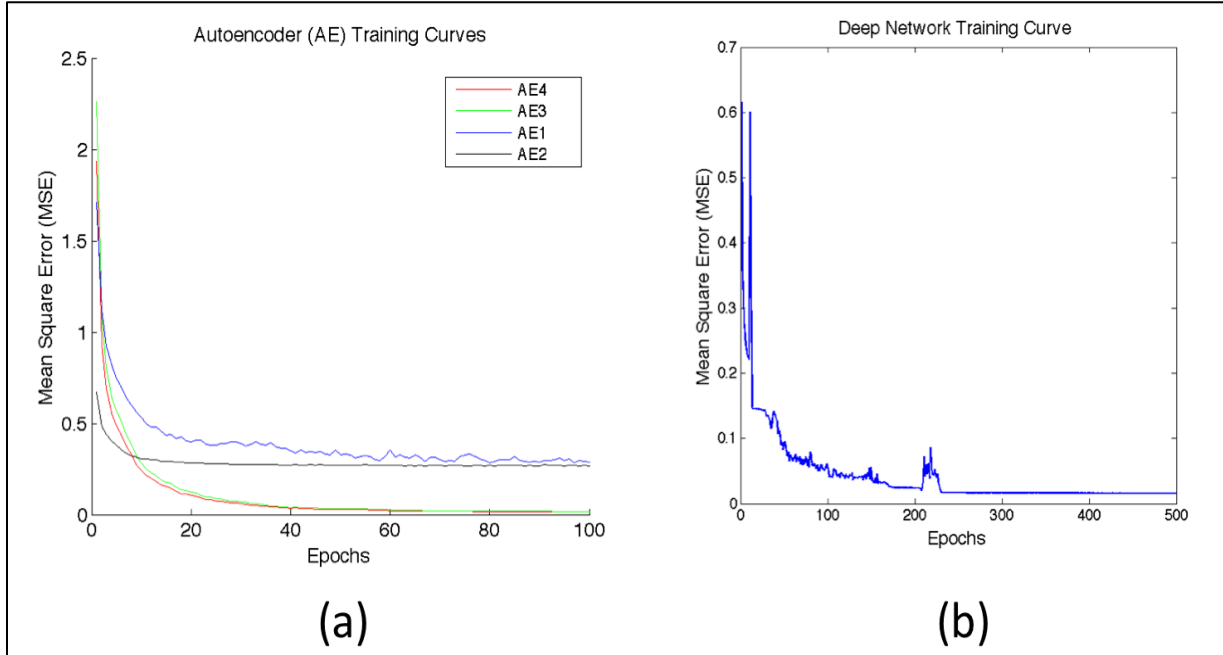 Autoencoder (AE) Training Curves
2.5
2
1.5
1
0.5
0
Mean Square Error (MSE)
0 20 40 60 80 100
Epochs
AE4
AE3
AE1
AE2
(a)
Deep Network Training Curve
0.7
0.6
0.5
0.4
0.3
0.2
0.1
0
Mean Square Error (MSE)
0 100 200 300 400 500
Epochs
(b)